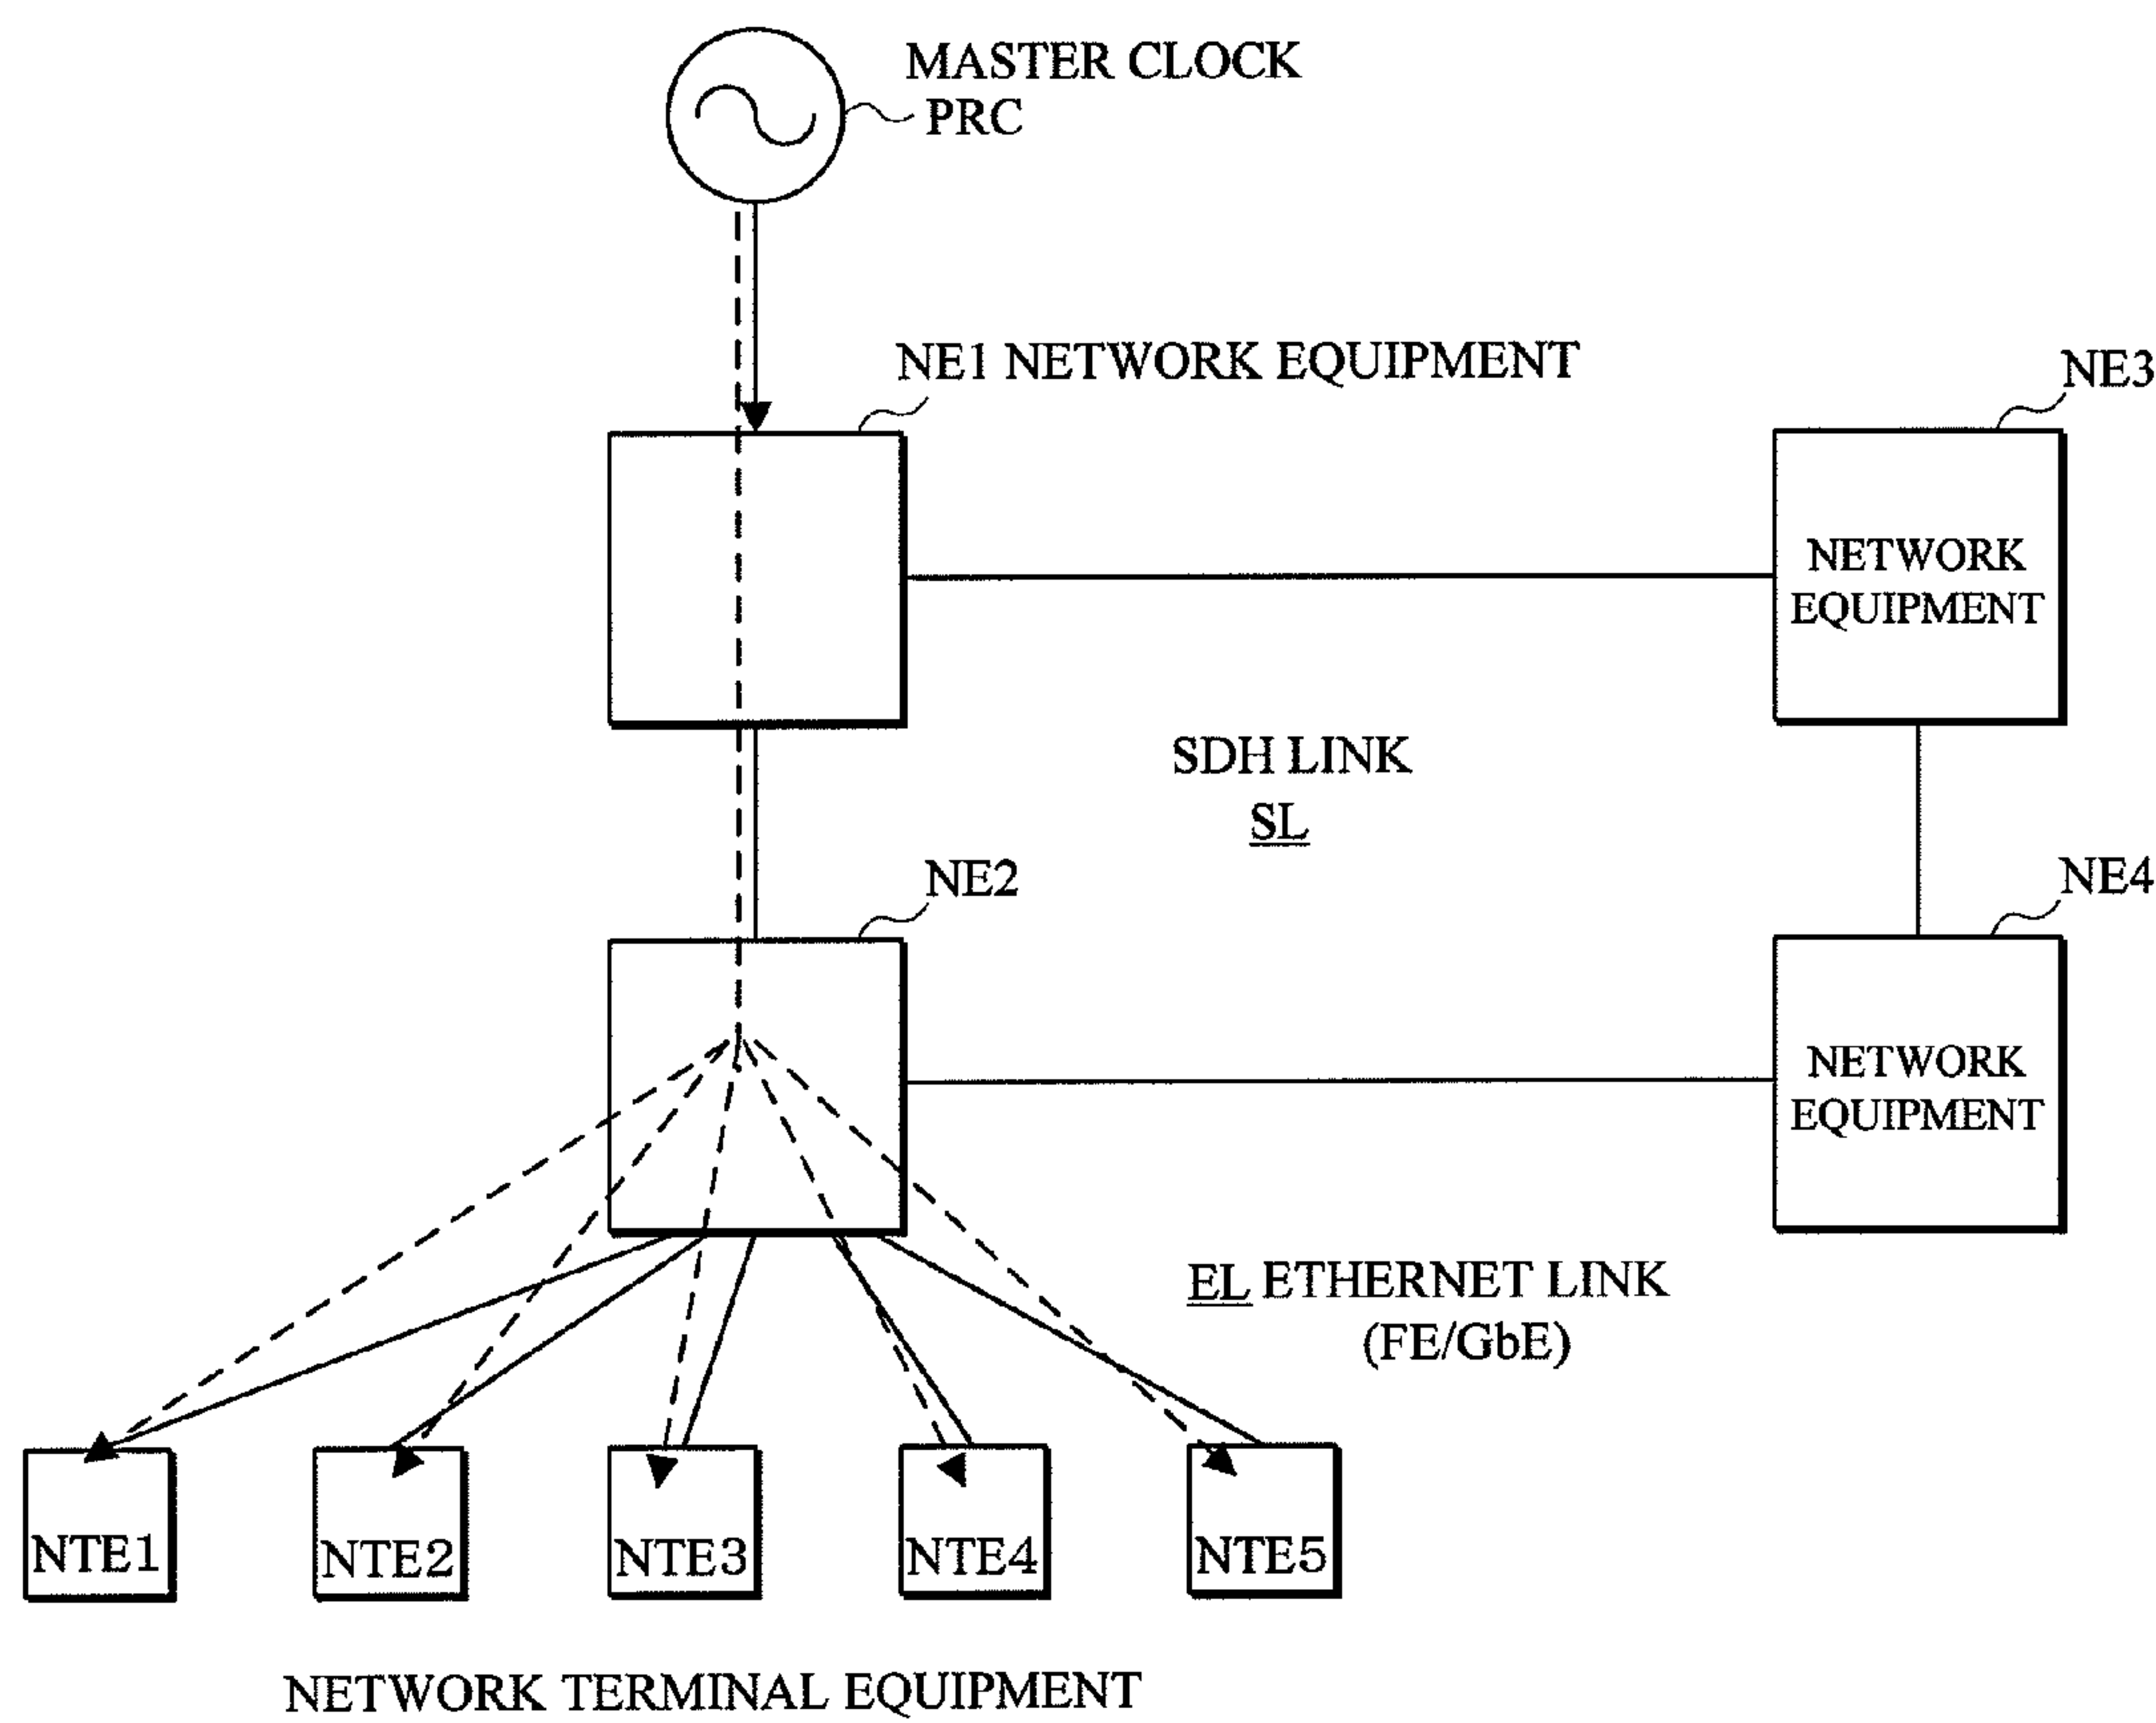 MASTER CLOCK
PRC
NE1 NETWORK EQUIPMENT
NE3
NETWORK
EQUIPMENT
SDH LINK
SL
NE2
NE4
NETWORK
EQUIPMENT
EL ETHERNET LINK
(FE/GbE)
NTE1
NTE2
NTE3
NTE4
NTE5
NETWORK TERMINAL EQUIPMENT